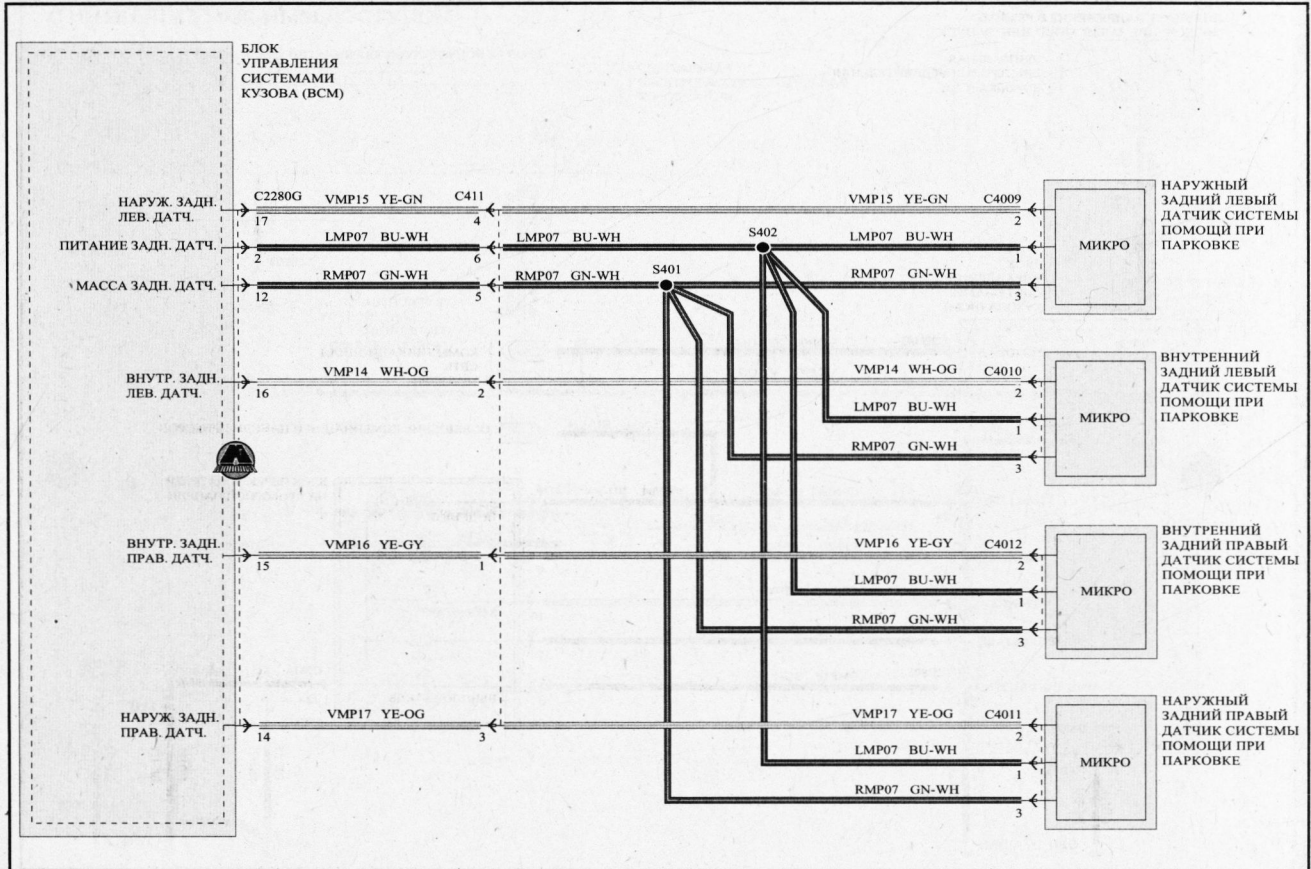 БЛОК
УПРАВЛЕНИЯ
СИСТЕМАМИ
КУЗОВА (BCM)
НАРУЖ. ЗАДН.
ЛЕВ. ДАТЧ.
C2280G VMP15 YE-GN C411 VMP15 YE-GN C4009
17 4 2
ПИТАНИЕ ЗАДН. ДАТЧ.
LMP07 BU-WH LMP07 BU-WH S402 LMP07 BU-WH
2 6 1
МАССА ЗАДН. ДАТЧ.
RMP07 GN-WH RMP07 GN-WH S401 RMP07 GN-WH
12 5 3
МИКРО
НАРУЖНЫЙ
ЗАДНИЙ ЛЕВЫЙ
ДАТЧИК СИСТЕМЫ
ПОМОЩИ ПРИ
ПАРКОВКЕ
ВНУТР. ЗАДН.
ЛЕВ. ДАТЧ.
VMP14 WH-OG VMP14 WH-OG C4010
16 2 2
LMP07 BU-WH
1
RMP07 GN-WH
3
МИКРО
ВНУТРЕННИЙ
ЗАДНИЙ ЛЕВЫЙ
ДАТЧИК СИСТЕМЫ
ПОМОЩИ ПРИ
ПАРКОВКЕ
ВНУТР. ЗАДН.
ПРАВ. ДАТЧ.
VMP16 YE-GY VMP16 YE-GY C4012
15 1 2
LMP07 BU-WH
1
RMP07 GN-WH
3
МИКРО
ВНУТРЕННИЙ
ЗАДНИЙ ПРАВЫЙ
ДАТЧИК СИСТЕМЫ
ПОМОЩИ ПРИ
ПАРКОВКЕ
НАРУЖ. ЗАДН.
ПРАВ. ДАТЧ.
VMP17 YE-OG VMP17 YE-OG C4011
14 3 2
LMP07 BU-WH
1
RMP07 GN-WH
3
МИКРО
НАРУЖНЫЙ
ЗАДНИЙ ПРАВЫЙ
ДАТЧИК СИСТЕМЫ
ПОМОЩИ ПРИ
ПАРКОВКЕ